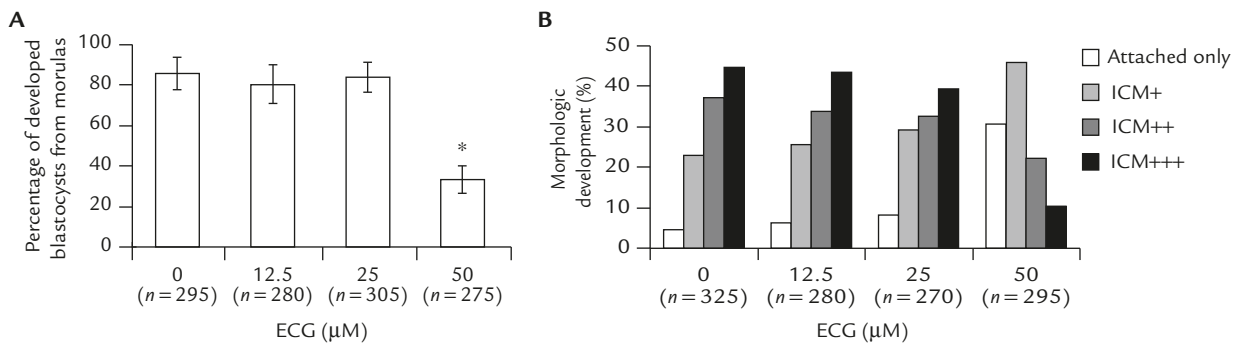 A
Percentage of developed
blastocysts from morulas
100
80
60
40
20
0
*
0
12.5
25
50
(n=295)
(n=280)
(n=305)
(n=275)
ECG (μM)
B
Morphologic
development (%)
50
40
30
20
10
0
0
12.5
25
50
(n=325)
(n=280)
(n=270)
(n=295)
ECG (μM)
Attached only
ICM+
ICM++
ICM+++